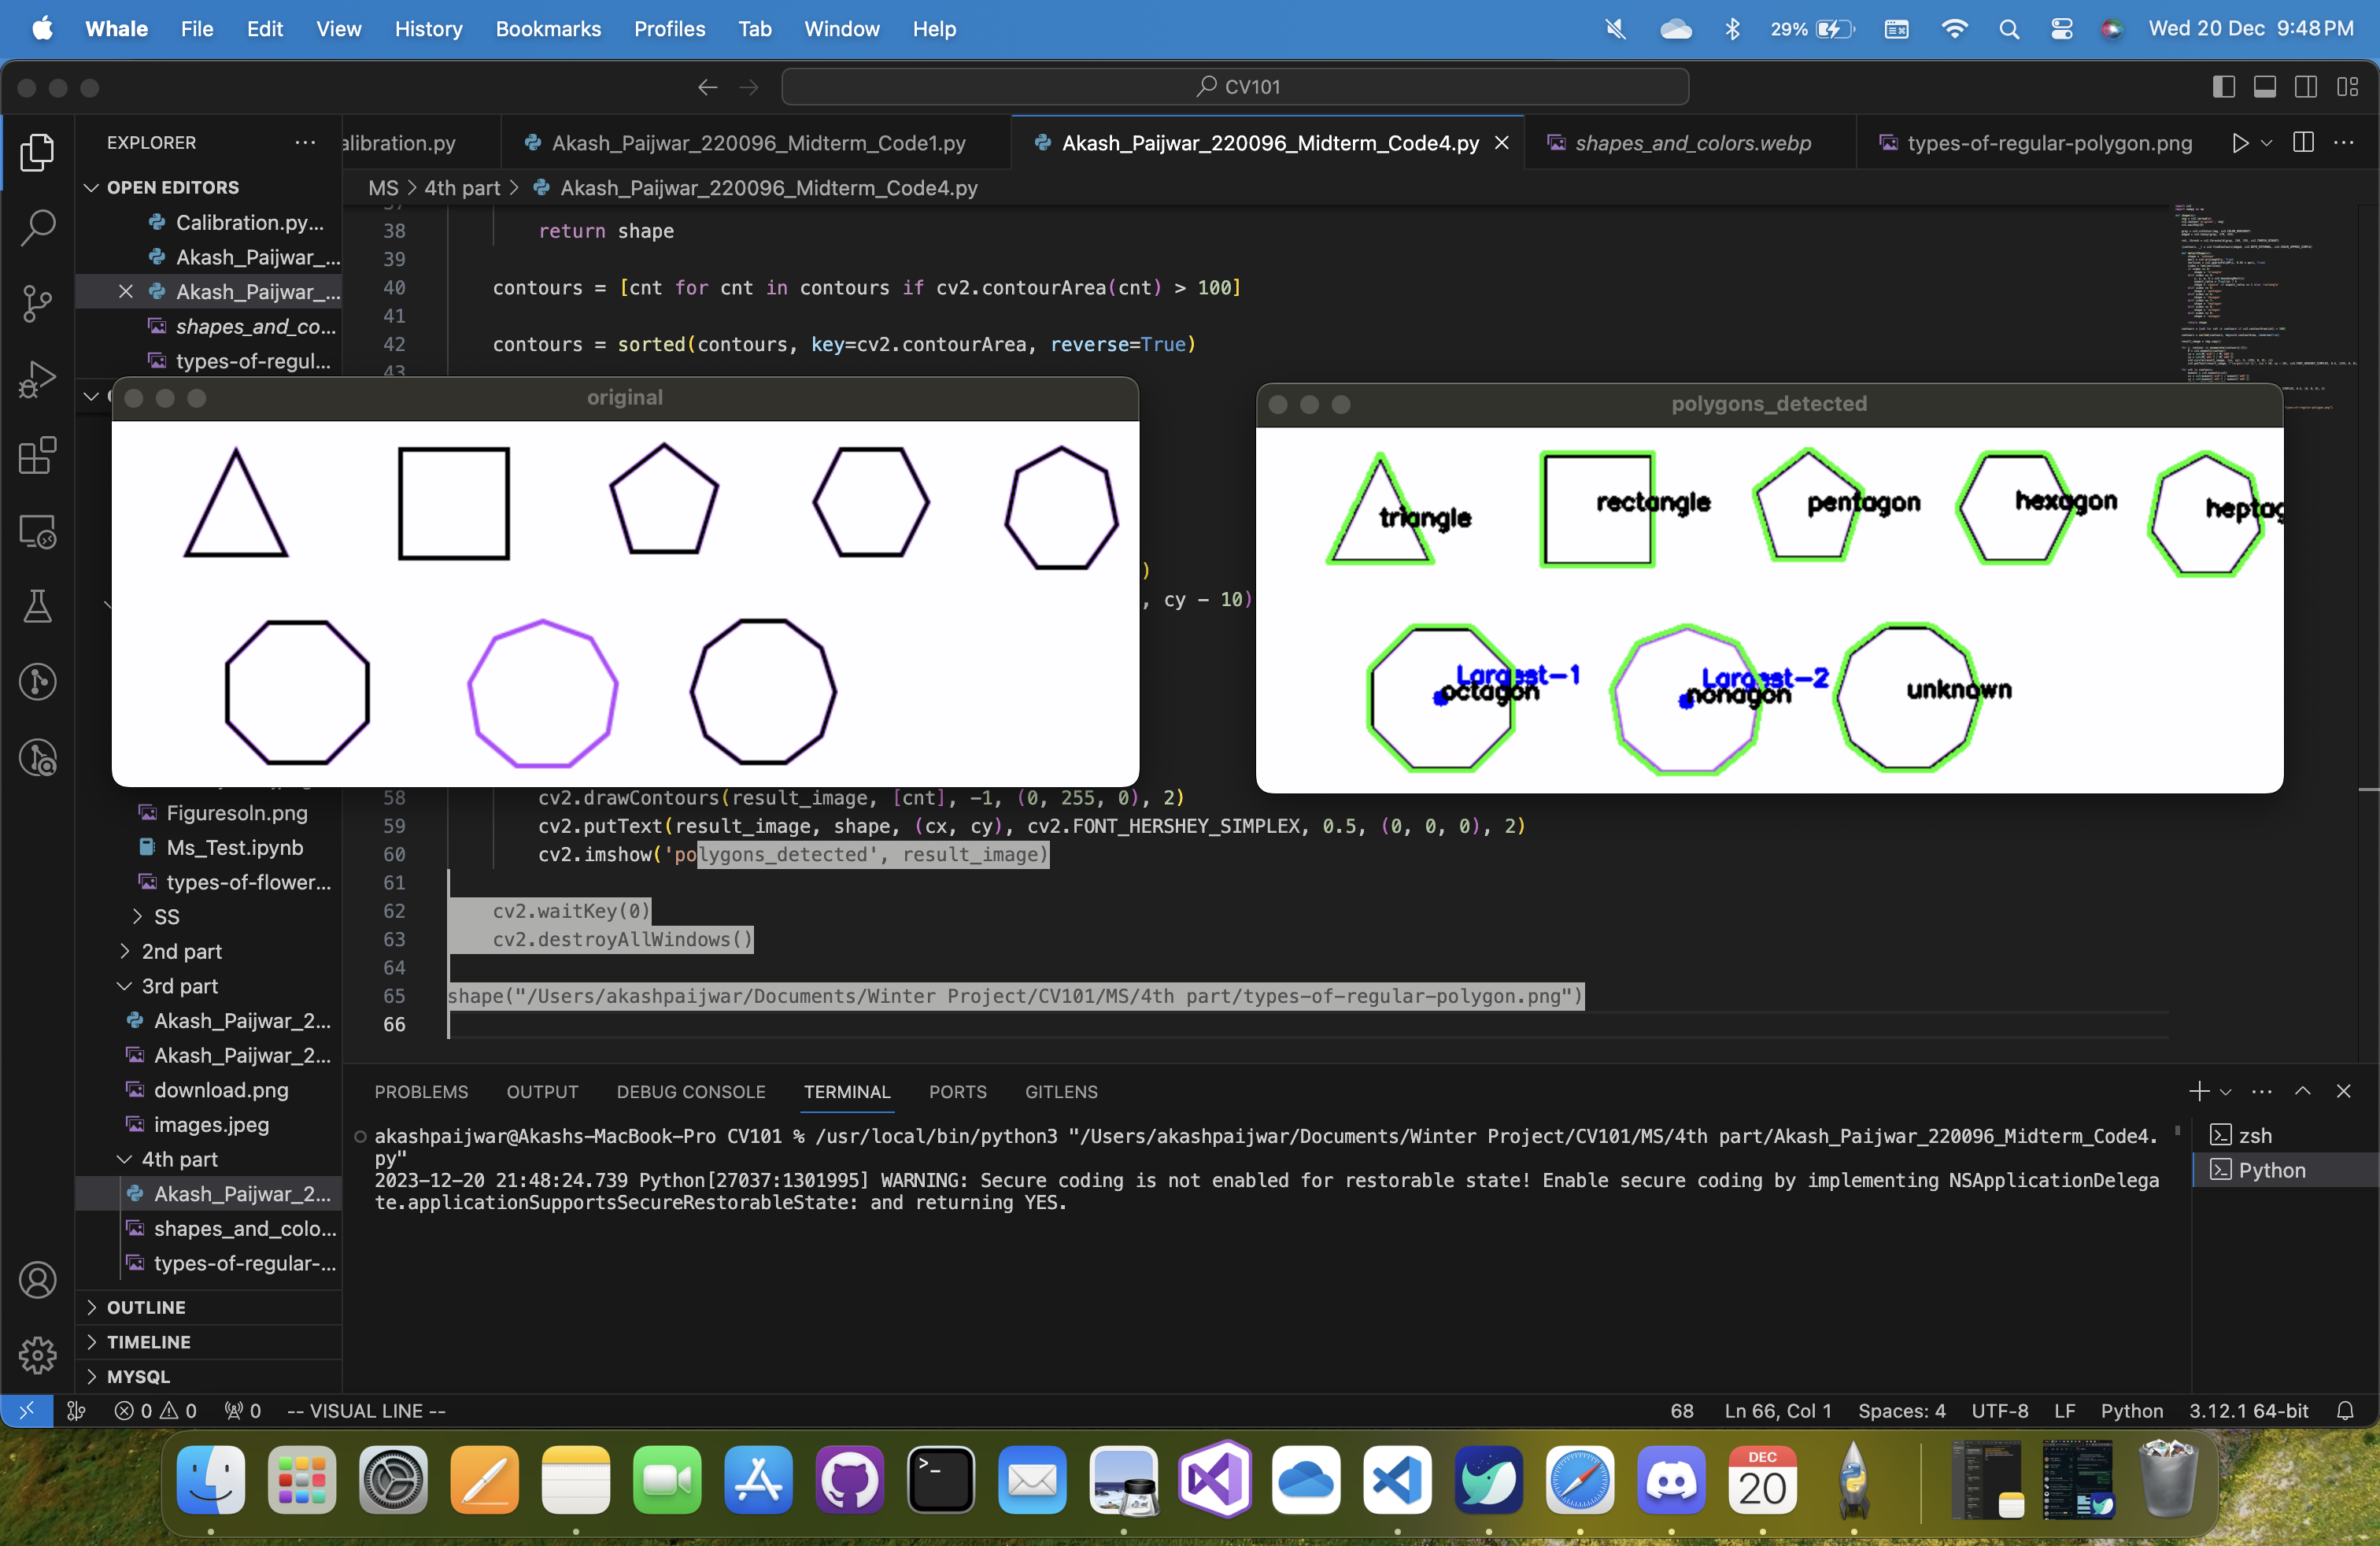 Whale File Edit View History Bookmarks Profiles Tab Window Help 29% Wed 20 Dec 9:48 PM
CV101
EXPLORER
alibration.py Akash_Paijwar_220096_Midterm_Code1.py Akash_Paijwar_220096_Midterm_Code4.py shapes_and_colors.webp types-of-regular-polygon.png
MS > 4th part > Akash_Paijwar_220096_Midterm_Code4.py
OPEN EDITORS
Calibration.py...
Akash_Paijwar_...
Akash_Paijwar_...
shapes_and_co...
types-of-regul...
37
38 return shape
39
40 contours = [cnt for cnt in contours if cv2.contourArea(cnt) > 100]
41
42 contours = sorted(contours, key=cv2.contourArea, reverse=True)
43
)
, cy - 10)
original
polygons_detected
triangle
rectangle
pentagon
hexagon
heptag
Largest-1
octagon
Largest-2
nonagon
unknown
58 cv2.drawContours(result_image, [cnt], -1, (0, 255, 0), 2)
59 cv2.putText(result_image, shape, (cx, cy), cv2.FONT_HERSHEY_SIMPLEX, 0.5, (0, 0, 0), 2)
60 cv2.imshow('polygons_detected', result_image)
61
62 cv2.waitKey(0)
63 cv2.destroyAllWindows()
64
65 shape("/Users/akashpaijwar/Documents/Winter Project/CV101/MS/4th part/types-of-regular-polygon.png")
66
Figuresoln.png
Ms_Test.ipynb
types-of-flower...
SS
2nd part
3rd part
Akash_Paijwar_2...
Akash_Paijwar_2...
download.png
images.jpeg
4th part
Akash_Paijwar_2...
shapes_and_colo...
types-of-regular-...
OUTLINE
TIMELINE
MYSQL
PROBLEMS OUTPUT DEBUG CONSOLE TERMINAL PORTS GITLENS
akashpaijwar@Akashs-MacBook-Pro CV101 % /usr/local/bin/python3 "/Users/akashpaijwar/Documents/Winter Project/CV101/MS/4th part/Akash_Paijwar_220096_Midterm_Code4.
py"
2023-12-20 21:48:24.739 Python[27037:1301995] WARNING: Secure coding is not enabled for restorable state! Enable secure coding by implementing NSApplicationDelega
te.applicationSupportsSecureRestorableState: and returning YES.
zsh
Python
0 0 0 -- VISUAL LINE -- 68 Ln 66, Col 1 Spaces: 4 UTF-8 LF Python 3.12.1 64-bit
DEC
20